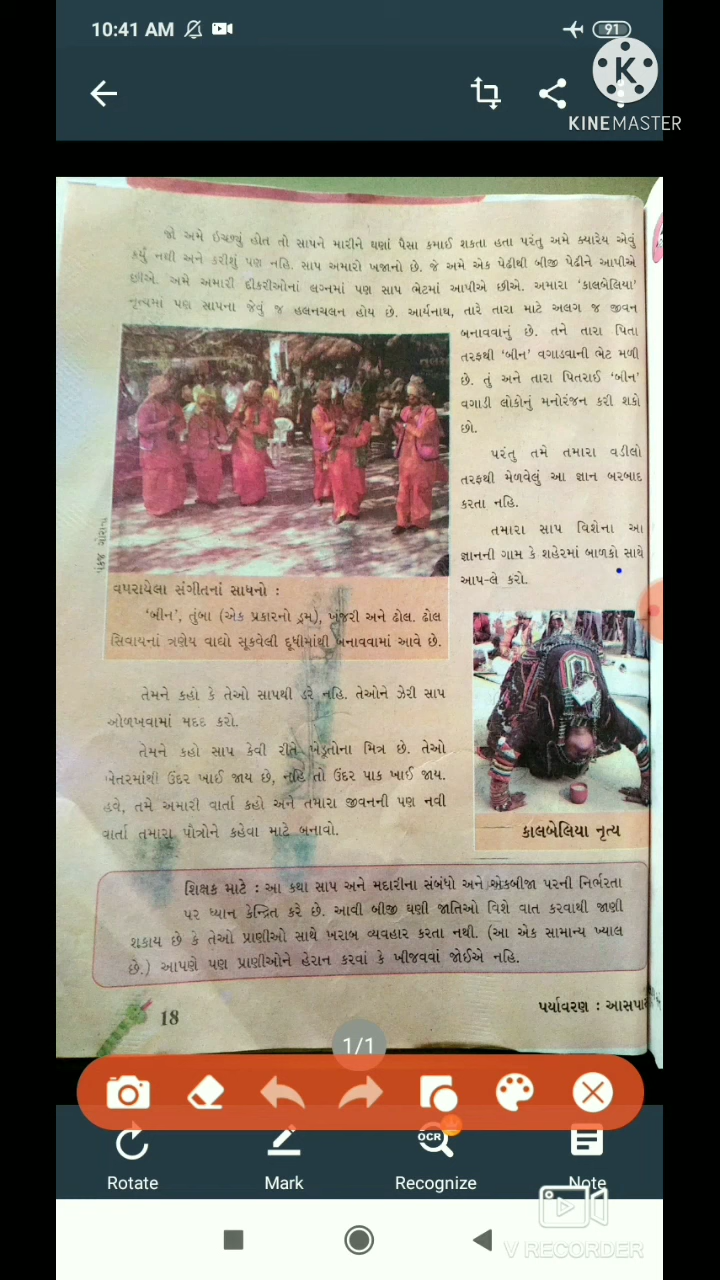 10:41 AM
91
K
KINEMASTER
જો અમે ઇચ્છ્યું હોત તો સાપને મારીને ઘણાં પૈસા કમાઈ શકતા હતા પરંતુ અમે ક્યારેય એવું
કર્યું નથી અને કરીશું પણ નહિ. સાપ અમારો ખજાનો છે. જે અમે એક પેઢીથી બીજી પેઢીને આપીએ
છીએ. અમે અમારી દીકરીઓનાં લગ્નમાં પણ સાપ ભેટમાં આપીએ છીએ. અમારા ‘કાલબેલિયા’
નૃત્યમાં પણ સાપના જેવું જ હલનચલન હોય છે. આર્યનાથ, તારે તારા માટે અલગ જ જીવન
બનાવવાનું છે. તને તારા પિતા
તરફથી ‘બીન’ વગાડવાની ભેટ મળી
છે. તું અને તારા પિતરાઈ ‘બીન’
વગાડી લોકોનું મનોરંજન કરી શકો
છો.
પરંતુ તમે તમારા વડીલો
તરફથી મેળવેલું આ જ્ઞાન બરબાદ
કરતા નહિ.
તમારા સાપ વિશેના આ
જ્ઞાનની ગામ કે શહેરમાં બાળકો સાથે
આપ-લે કરો.
વપરાયેલા સંગીતનાં સાધનો :
‘બીન’, તુંબા (એક પ્રકારનો ડ્રમ), ખંજરી અને ઢોલ. ઢોલ
સિવાયનાં ત્રણેય વાદ્યો સૂકવેલી દૂધીમાંથી બનાવવામાં આવે છે.
તેમને કહો કે તેઓ સાપથી ડરે નહિ. તેઓને ઝેરી સાપ
ઓળખવામાં મદદ કરો.
તેમને કહો સાપ કેવી રીતે ખેડૂતોના મિત્ર છે. તેઓ
ખેતરમાંથી ઉંદર ખાઈ જાય છે, નહિ તો ઉંદર પાક ખાઈ જાય.
હવે, તમે અમારી વાર્તા કહો અને તમારા જીવનની પણ નવી
વાર્તા તમારા પૌત્રોને કહેવા માટે બનાવો.
કાલબેલિયા નૃત્ય
શિક્ષક માટે : આ કથા સાપ અને મદારીના સંબંધો અને એકબીજા પરની નિર્ભરતા
પર ધ્યાન કેન્દ્રિત કરે છે. આવી બીજી ઘણી જાતિઓ વિશે વાત કરવાથી જાણી
શકાય છે કે તેઓ પ્રાણીઓ સાથે ખરાબ વ્યવહાર કરતા નથી. (આ એક સામાન્ય ખ્યાલ
છે.) આપણે પણ પ્રાણીઓને હેરાન કરવાં કે ખીજવવાં જોઈએ નહિ.
18
પર્યાવરણ : આસપા
1/1
OCR
Rotate
Mark
Recognize
Note
V RECORDER